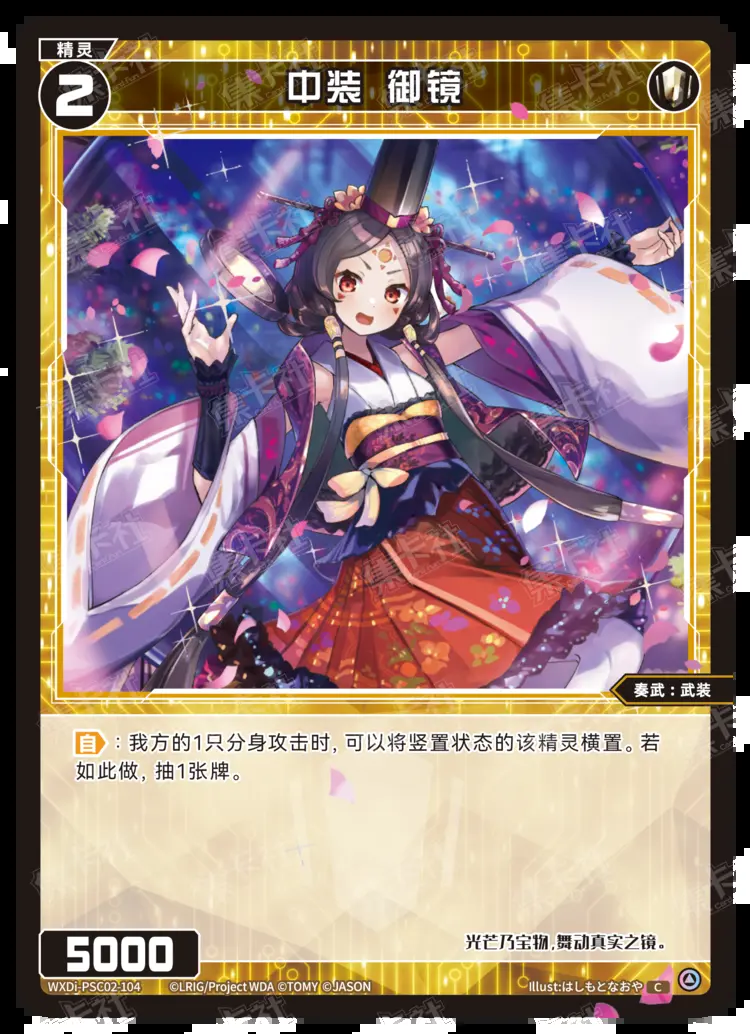 精灵
2
中装 御镜
奏武：武装
自：我方的1只分身攻击时，可以将竖置状态的该精灵横置。若
如此做，抽1张牌。
光芒乃宝物，舞动真实之镜。
5000
WXDi-PSC02-104 ©LRIG/Project WDA ©TOMY ©JASON Illust:はしもとなおや C
集卡社